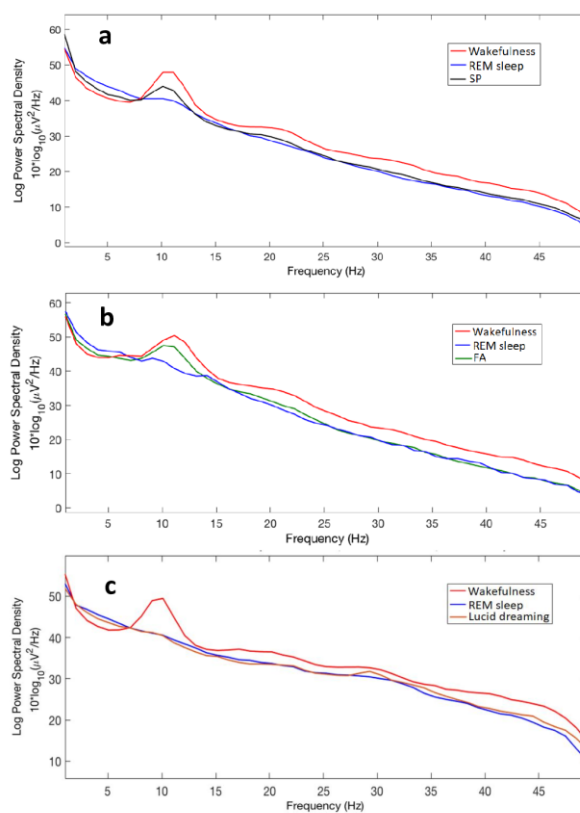 a
60
50
40
30
20
10
0
Log Power Spectral Density
10*log10(μV2/Hz)
Wakefulness
REM sleep
SP
5 10 15 20 25 30 35 40 45
Frequency (Hz)
b
60
50
40
30
20
10
0
Log Power Spectral Density
10*log10(μV2/Hz)
Wakefulness
REM sleep
FA
5 10 15 20 25 30 35 40 45
Frequency (Hz)
c
50
40
30
20
10
Log Power Spectral Density
10*log10(μV2/Hz)
Wakefulness
REM sleep
Lucid dreaming
5 10 15 20 25 30 35 40 45
Frequency (Hz)